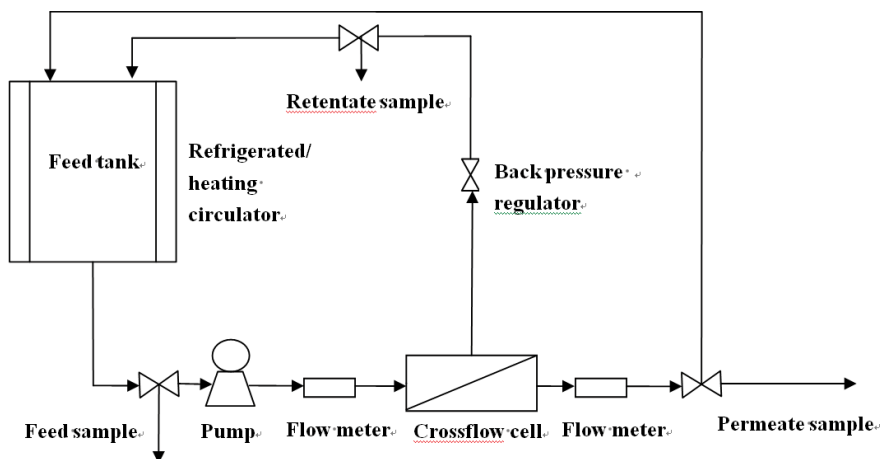 Retentate sample
Feed tank
Refrigerated/
heating
circulator
Back pressure
regulator
Feed sample
Pump
Flow meter
Crossflow cell
Flow meter
Permeate sample